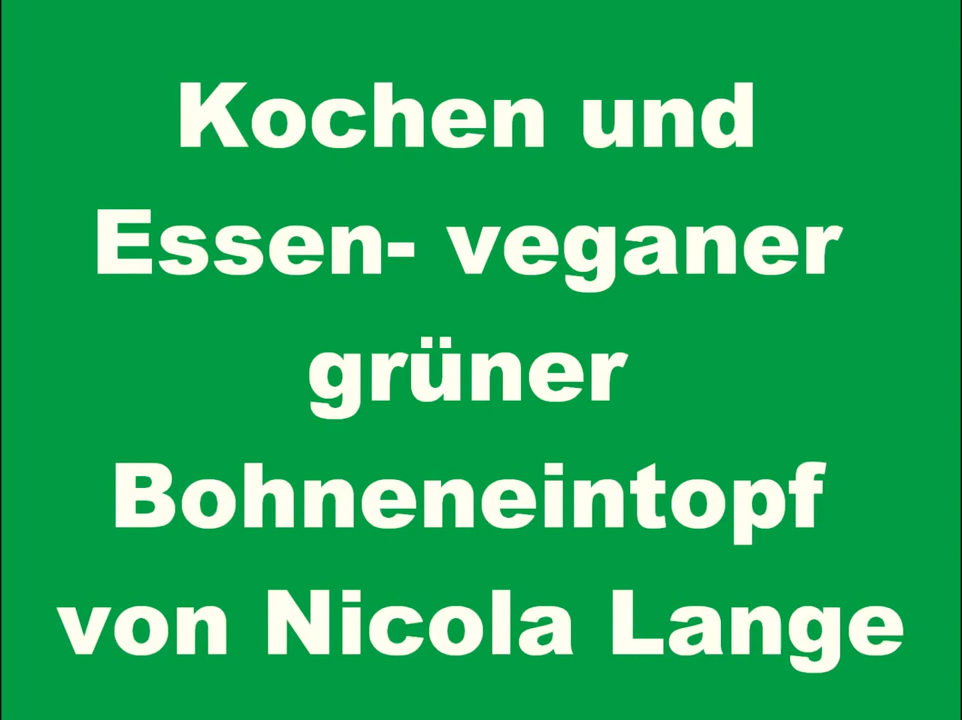 Kochen und
Essen- veganer
grüner
Bohneneintopf
von Nicola Lange